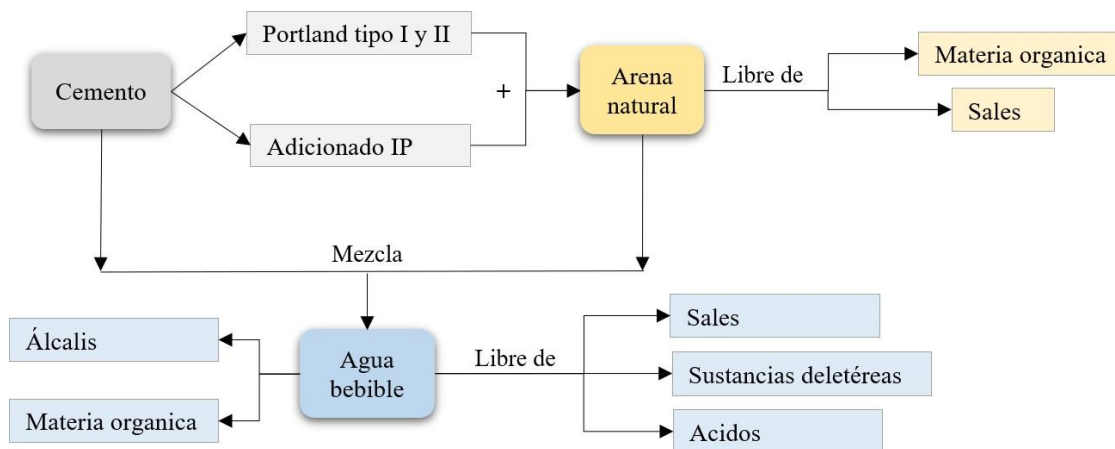 Portland tipo I y II
Cemento
+
Adicionado IP
Arena
natural
Libre de
Materia organica
Sales
Mezcla
Álcalis
Materia organica
Agua
bebible
Libre de
Sales
Sustancias deletéreas
Acidos